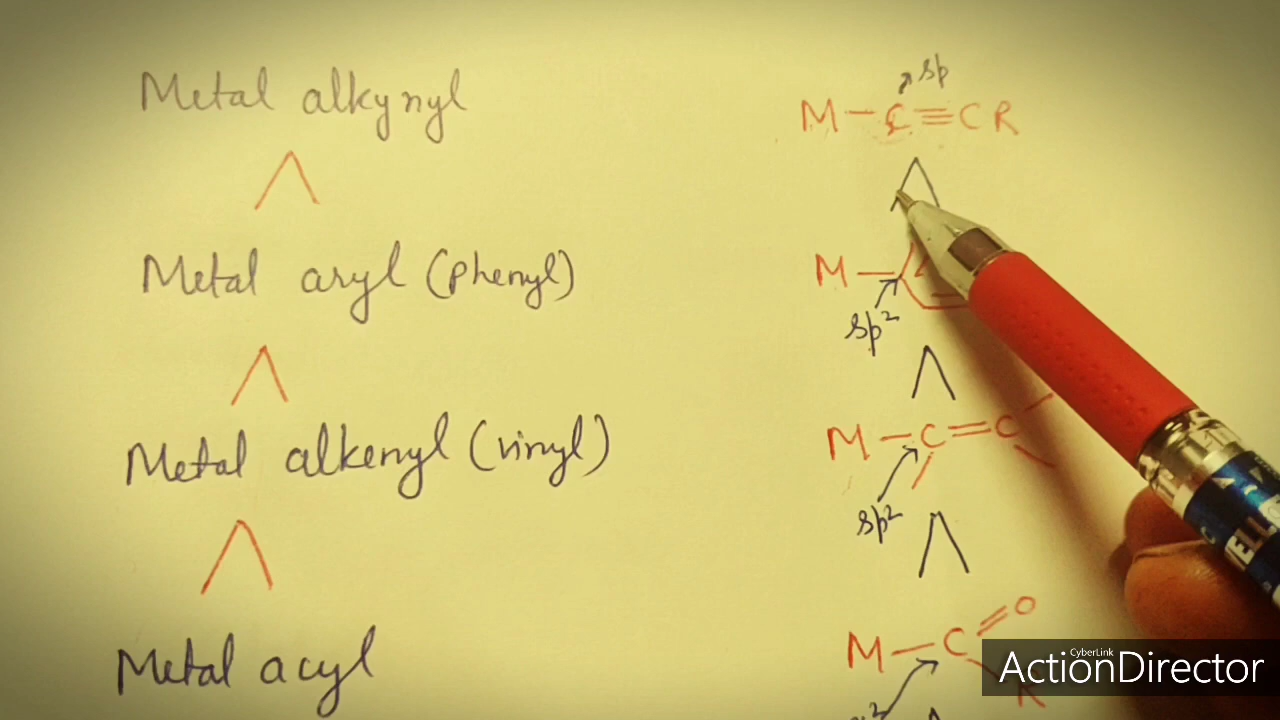 Metal alkynyl
sp
M-C≡CR
Metal aryl (phenyl)
M
sp²
Metal alkenyl (vinyl)
M-C=C
sp²
Metal acyl
M-C=O
R
CyberLink
ActionDirector